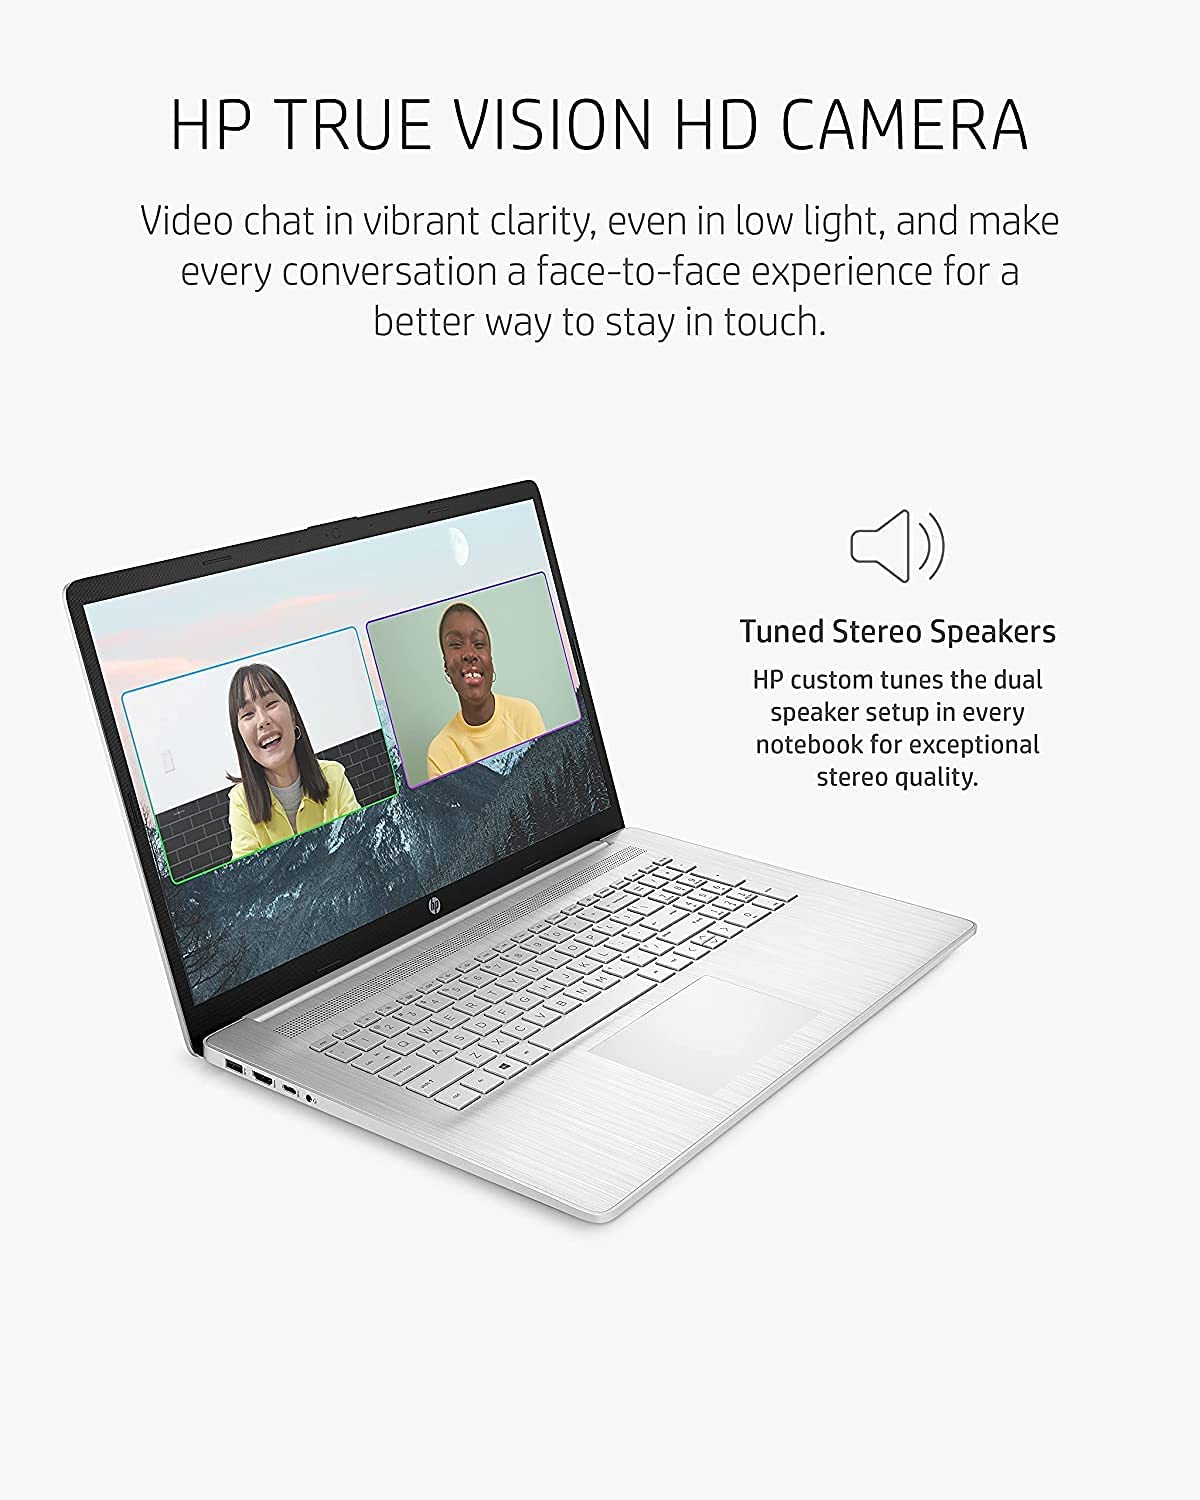 HP TRUE VISION HD CAMERA
Video chat in vibrant clarity, even in low light, and make
every conversation a face-to-face experience for a
better way to stay in touch.
Tuned Stereo Speakers
HP custom tunes the dual
speaker setup in every
notebook for exceptional
stereo quality.
hp
Q W E R T Y U I O P
A S D F G H J K L
Z X C V B N M